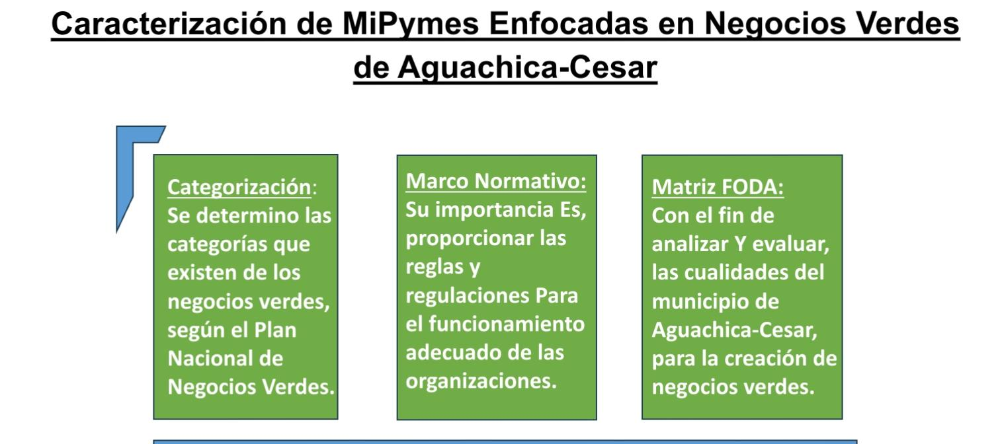 Caracterización de MiPymes Enfocadas en Negocios Verdes
de Aguachica-Cesar
Categorización:
Se determino las
categorías que
existen de los
negocios verdes,
según el Plan
Nacional de
Negocios Verdes.
Marco Normativo:
Su importancia Es,
proporcionar las
reglas y
regulaciones Para
el funcionamiento
adecuado de las
organizaciones.
Matriz FODA:
Con el fin de
analizar Y evaluar,
las cualidades del
municipio de
Aguachica-Cesar,
para la creación de
negocios verdes.